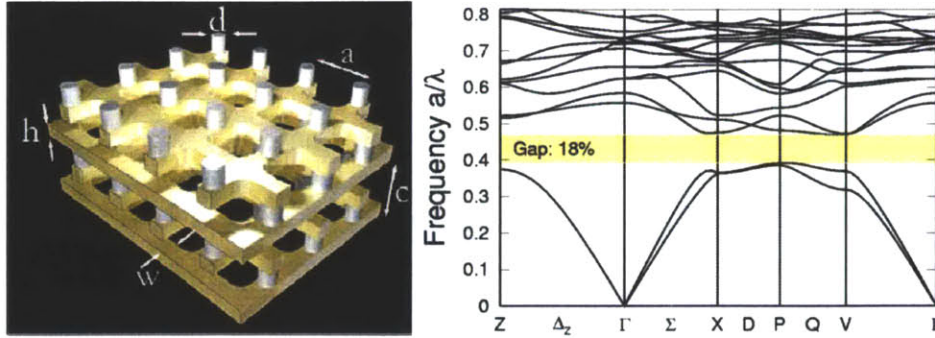 d
a
h
c
w
Frequency a/λ
0.8
0.7
0.6
0.5
0.4
0.3
0.2
0.1
0
Gap: 18%
Z Δz Γ Σ X D P Q V